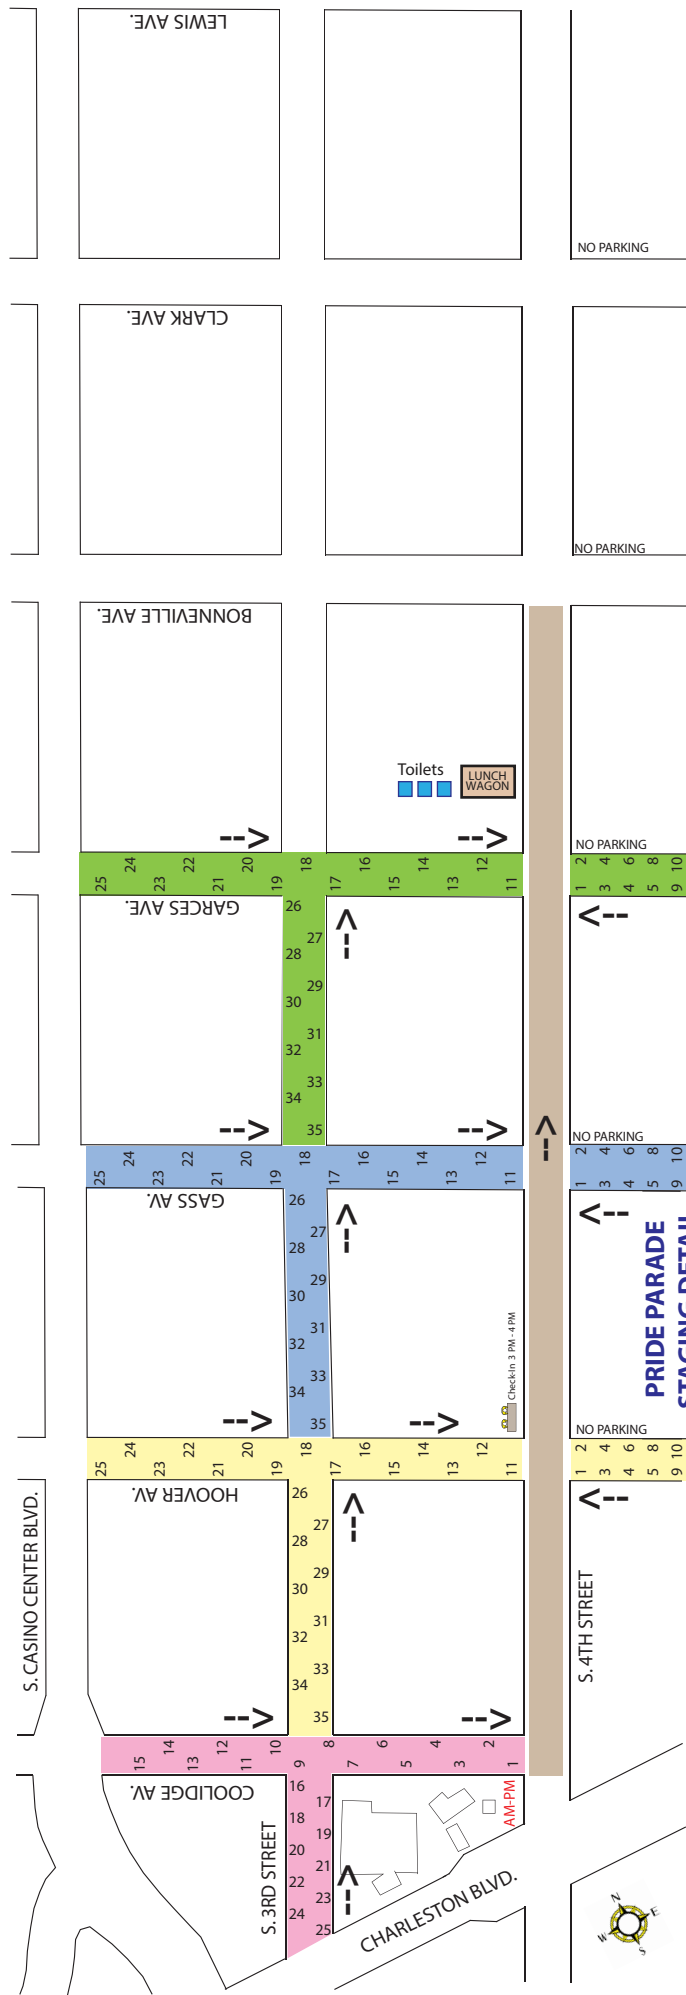 LEWIS AVE.
NO PARKING
CLARK AVE.
NO PARKING
BONNEVILLE AVE.
Toilets
LUNCH
WAGON
-->
-->
NO PARKING
24 22 20 18 16 14 12 2 4 6 8 10
25 23 21 19 17 15 13 11 1 3 4 5 9
GARCES AVE.
26
27
28
29
30
31
32
33
34
35
-->
<--
-->
-->
-->
NO PARKING
24 22 20 18 16 14 12 2 4 6 8 10
25 23 21 19 17 15 13 11 1 3 4 5 9
GASS AV.
26
27
28
29
30
31
32
33
34
35
-->
<--
PRIDE PARADE
STAGING DETAIL
Check-In 3 PM - 4 PM
-->
-->
NO PARKING
24 22 20 18 16 14 12 2 4 6 8 10
25 23 21 19 17 15 13 11 1 3 4 5 9
HOOVER AV.
26
27
28
29
30
31
32
33
34
35
-->
<--
S. CASINO CENTER BLVD.
S. 4TH STREET
-->
-->
14 12 10 8 6 4 2
15 13 11 9 7 5 3 1
COOLIDGE AV.
16
17
18
19
20
21
22
23
24
25
-->
AM-PM
S. 3RD STREET
CHARLESTON BLVD.
N
E
S
W